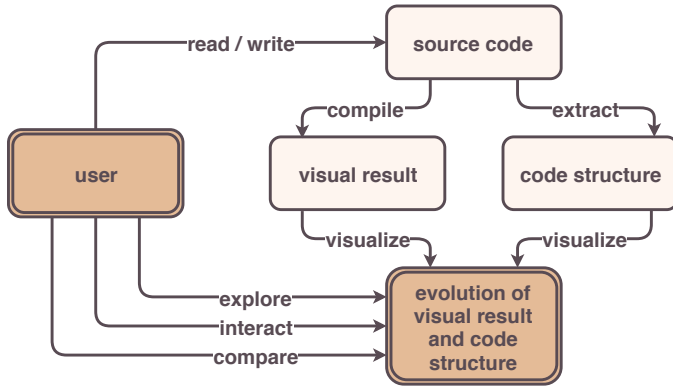 read / write
source code
compile
extract
user
visual result
code structure
visualize
visualize
explore
interact
compare
evolution of
visual result
and code
structure